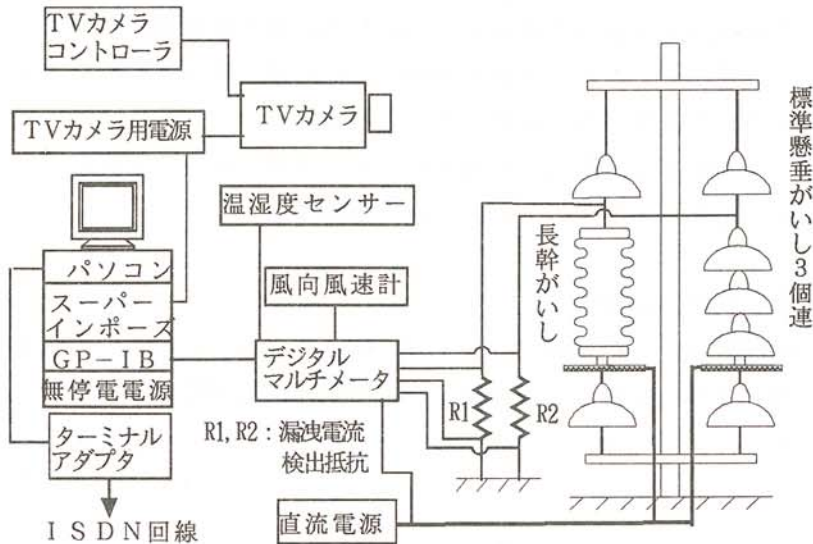 TVカメラ
コントローラ
TVカメラ
TVカメラ用電源
温湿度センサー
風向風速計
パソコン
スーパー
インポーズ
GP-IB
無停電電源
デジタル
マルチメータ
ターミナル
アダプタ
ISDN回線
R1,R2:漏洩電流
検出抵抗
直流電源
R1
R2
長幹がいし
標準懸垂がいし3個連